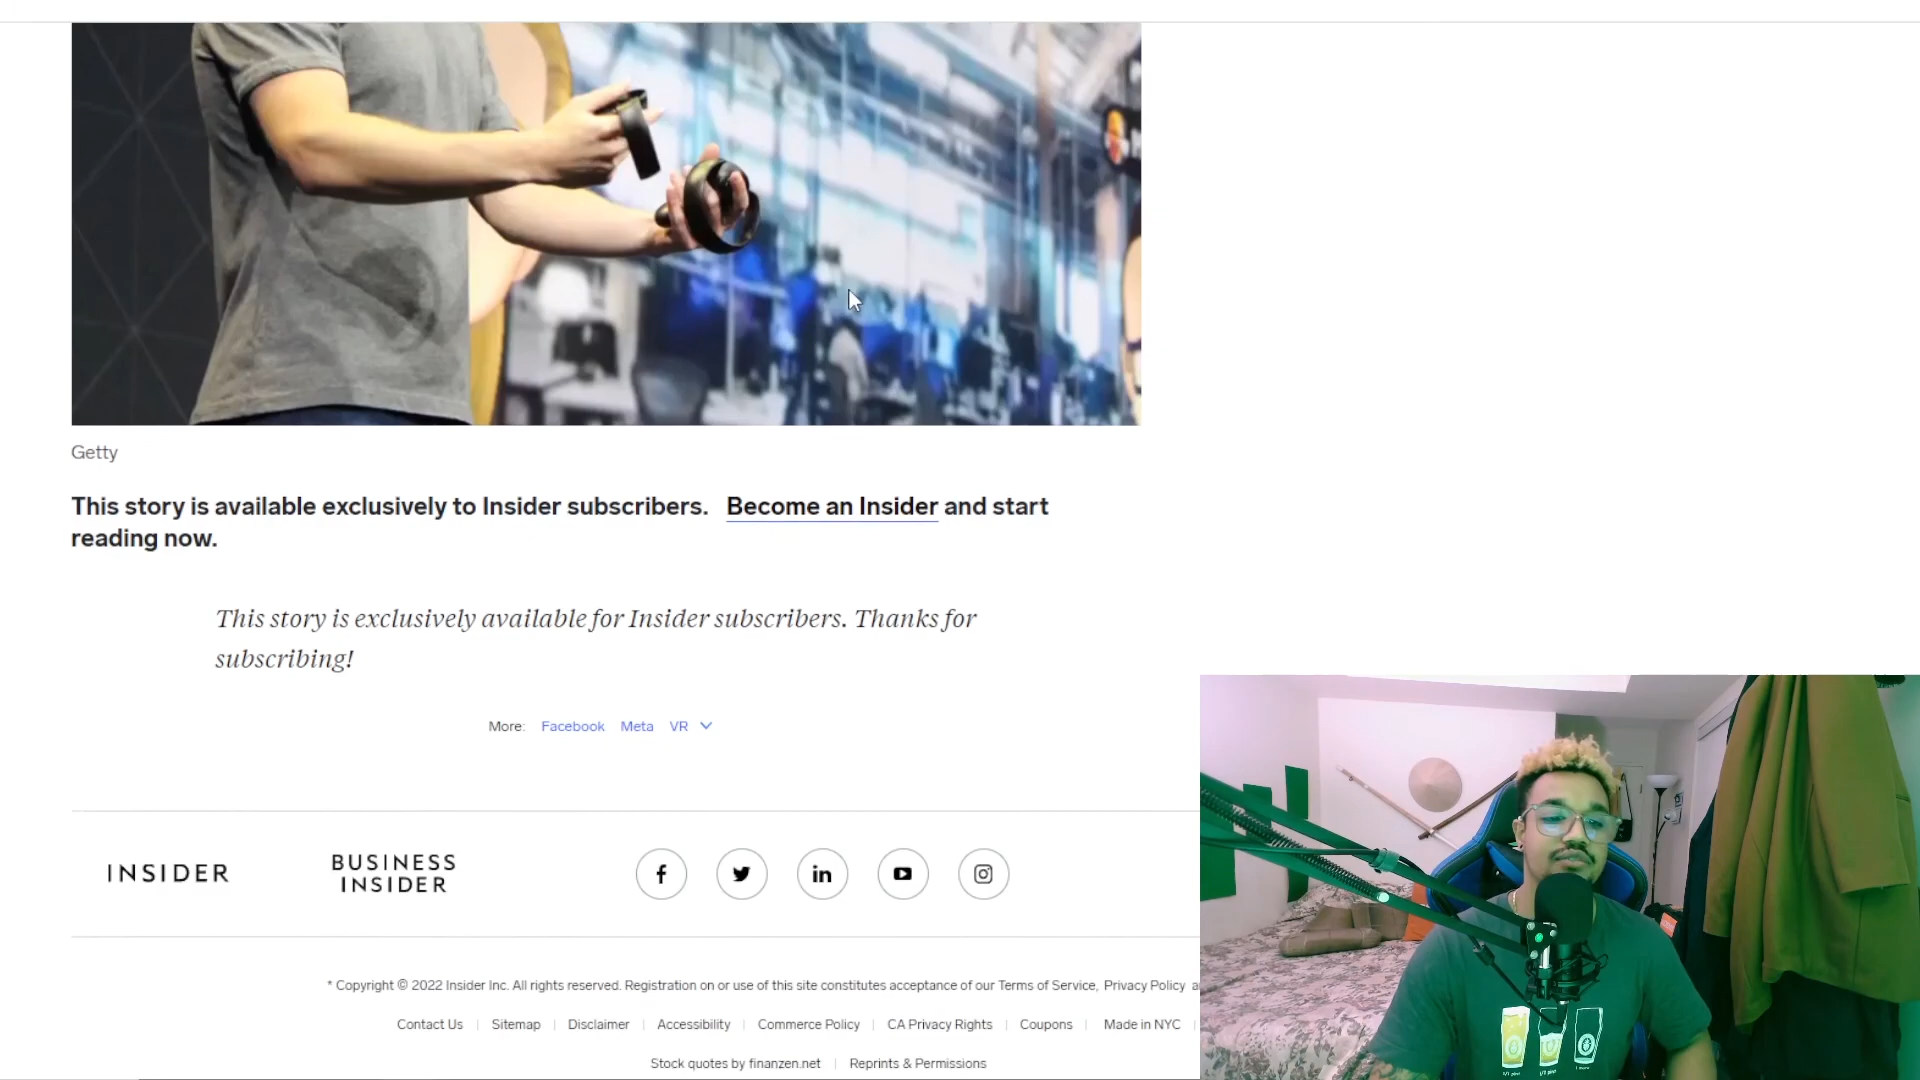 Getty
This story is available exclusively to Insider subscribers. Become an Insider and start
reading now.
This story is exclusively available for Insider subscribers. Thanks for
subscribing!
More: Facebook Meta VR
INSIDER
BUSINESS
INSIDER
* Copyright © 2022 Insider Inc. All rights reserved. Registration on or use of this site constitutes acceptance of our Terms of Service, Privacy Policy
Contact Us | Sitemap | Disclaimer | Accessibility | Commerce Policy | CA Privacy Rights | Coupons | Made in NYC |
Stock quotes by finanzen.net | Reprints & Permissions